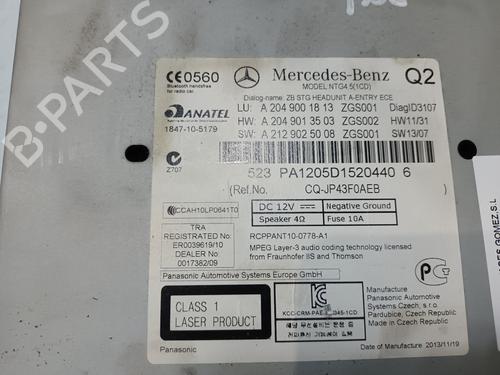 CE0560
Bluetooth handsfree
for radio car
Mercedes-Benz
MODEL NTG4.5(1CD)
Q2
Dialog-name: ZB STG HEADUNIT A-ENTRY ECE
LU: A 204 900 18 13 ZGS001 DiagID3107
HW: A 204 901 35 03 ZGS002 HW11/31
SW: A 212 902 50 08 ZGS001 SW13/07
ANATEL
1847-10-5179
Z707
523 PA1205D1520440 6
(Ref.No.) CQ-JP43F0AEB
CCAH10LP0641T0
DC 12V Negative Ground
Speaker 4Ω Fuse 10A
TRA
REGISTERED No:
ER0039619/10
DEALER No:
0017382/09
RCPPANT10-0778-A1
MPEG Layer-3 audio coding technology licensed
from Fraunhofer IIS and Thomson
Panasonic Automotive Systems Europe GmbH
CLASS 1
LASER PRODUCT
Panasonic
Manufacture
Panasonic Automotive
Systems Czech, s.r.o.
Pardubice, Czech Republic
Made in Czech Republic
2013/11/19
B-PARTS
GOMEZ S.L